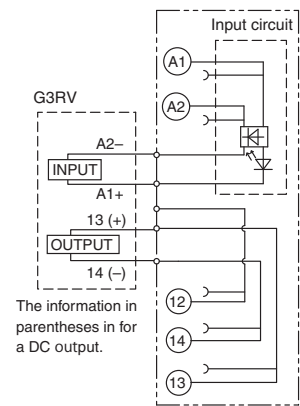 Input circuit
A1
G3RV
A2
A2–
INPUT
A1+
13 (+)
OUTPUT
14 (–)
12
14
13
The information in
parentheses in for
a DC output.